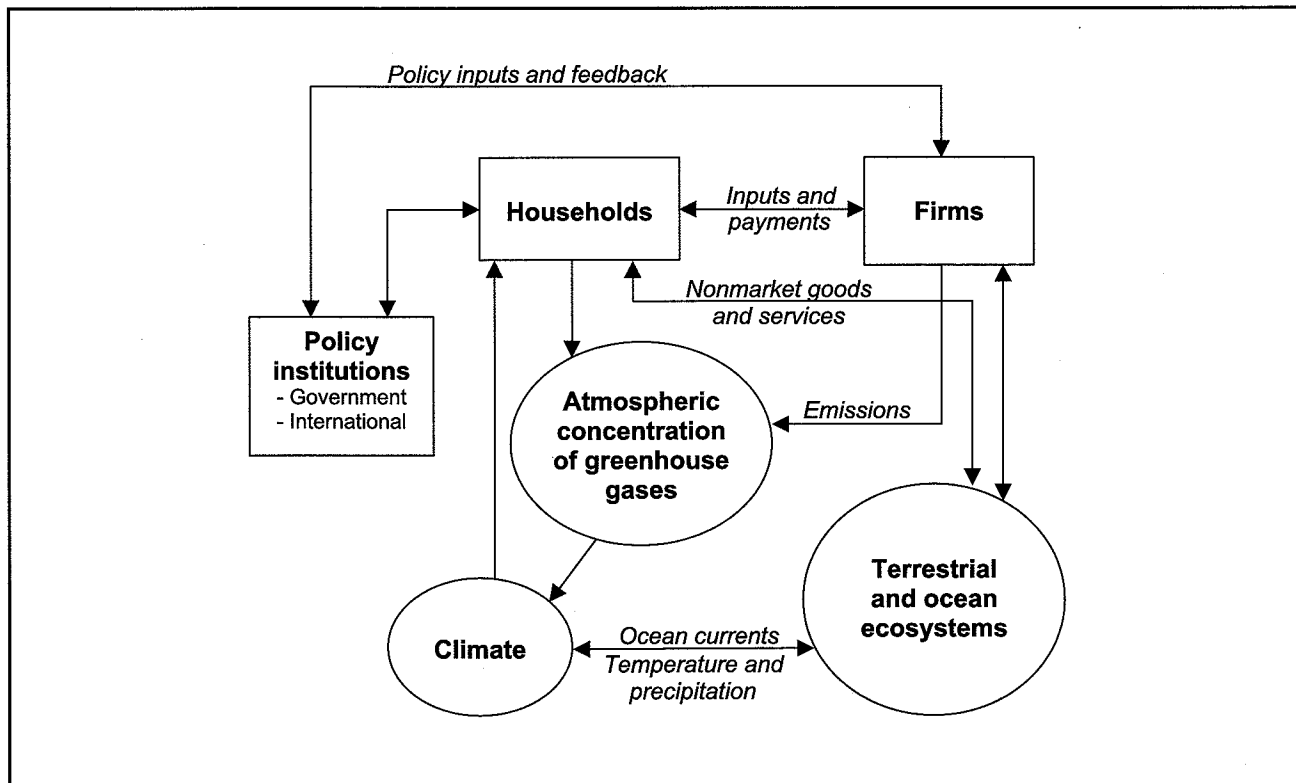 Policy inputs and feedback
Households
Inputs and
payments
Firms
Nonmarket goods
and services
Policy
institutions
- Government
- International
Atmospheric
concentration
of greenhouse
gases
Emissions
Terrestrial
and ocean
ecosystems
Climate
Ocean currents
Temperature and
precipitation